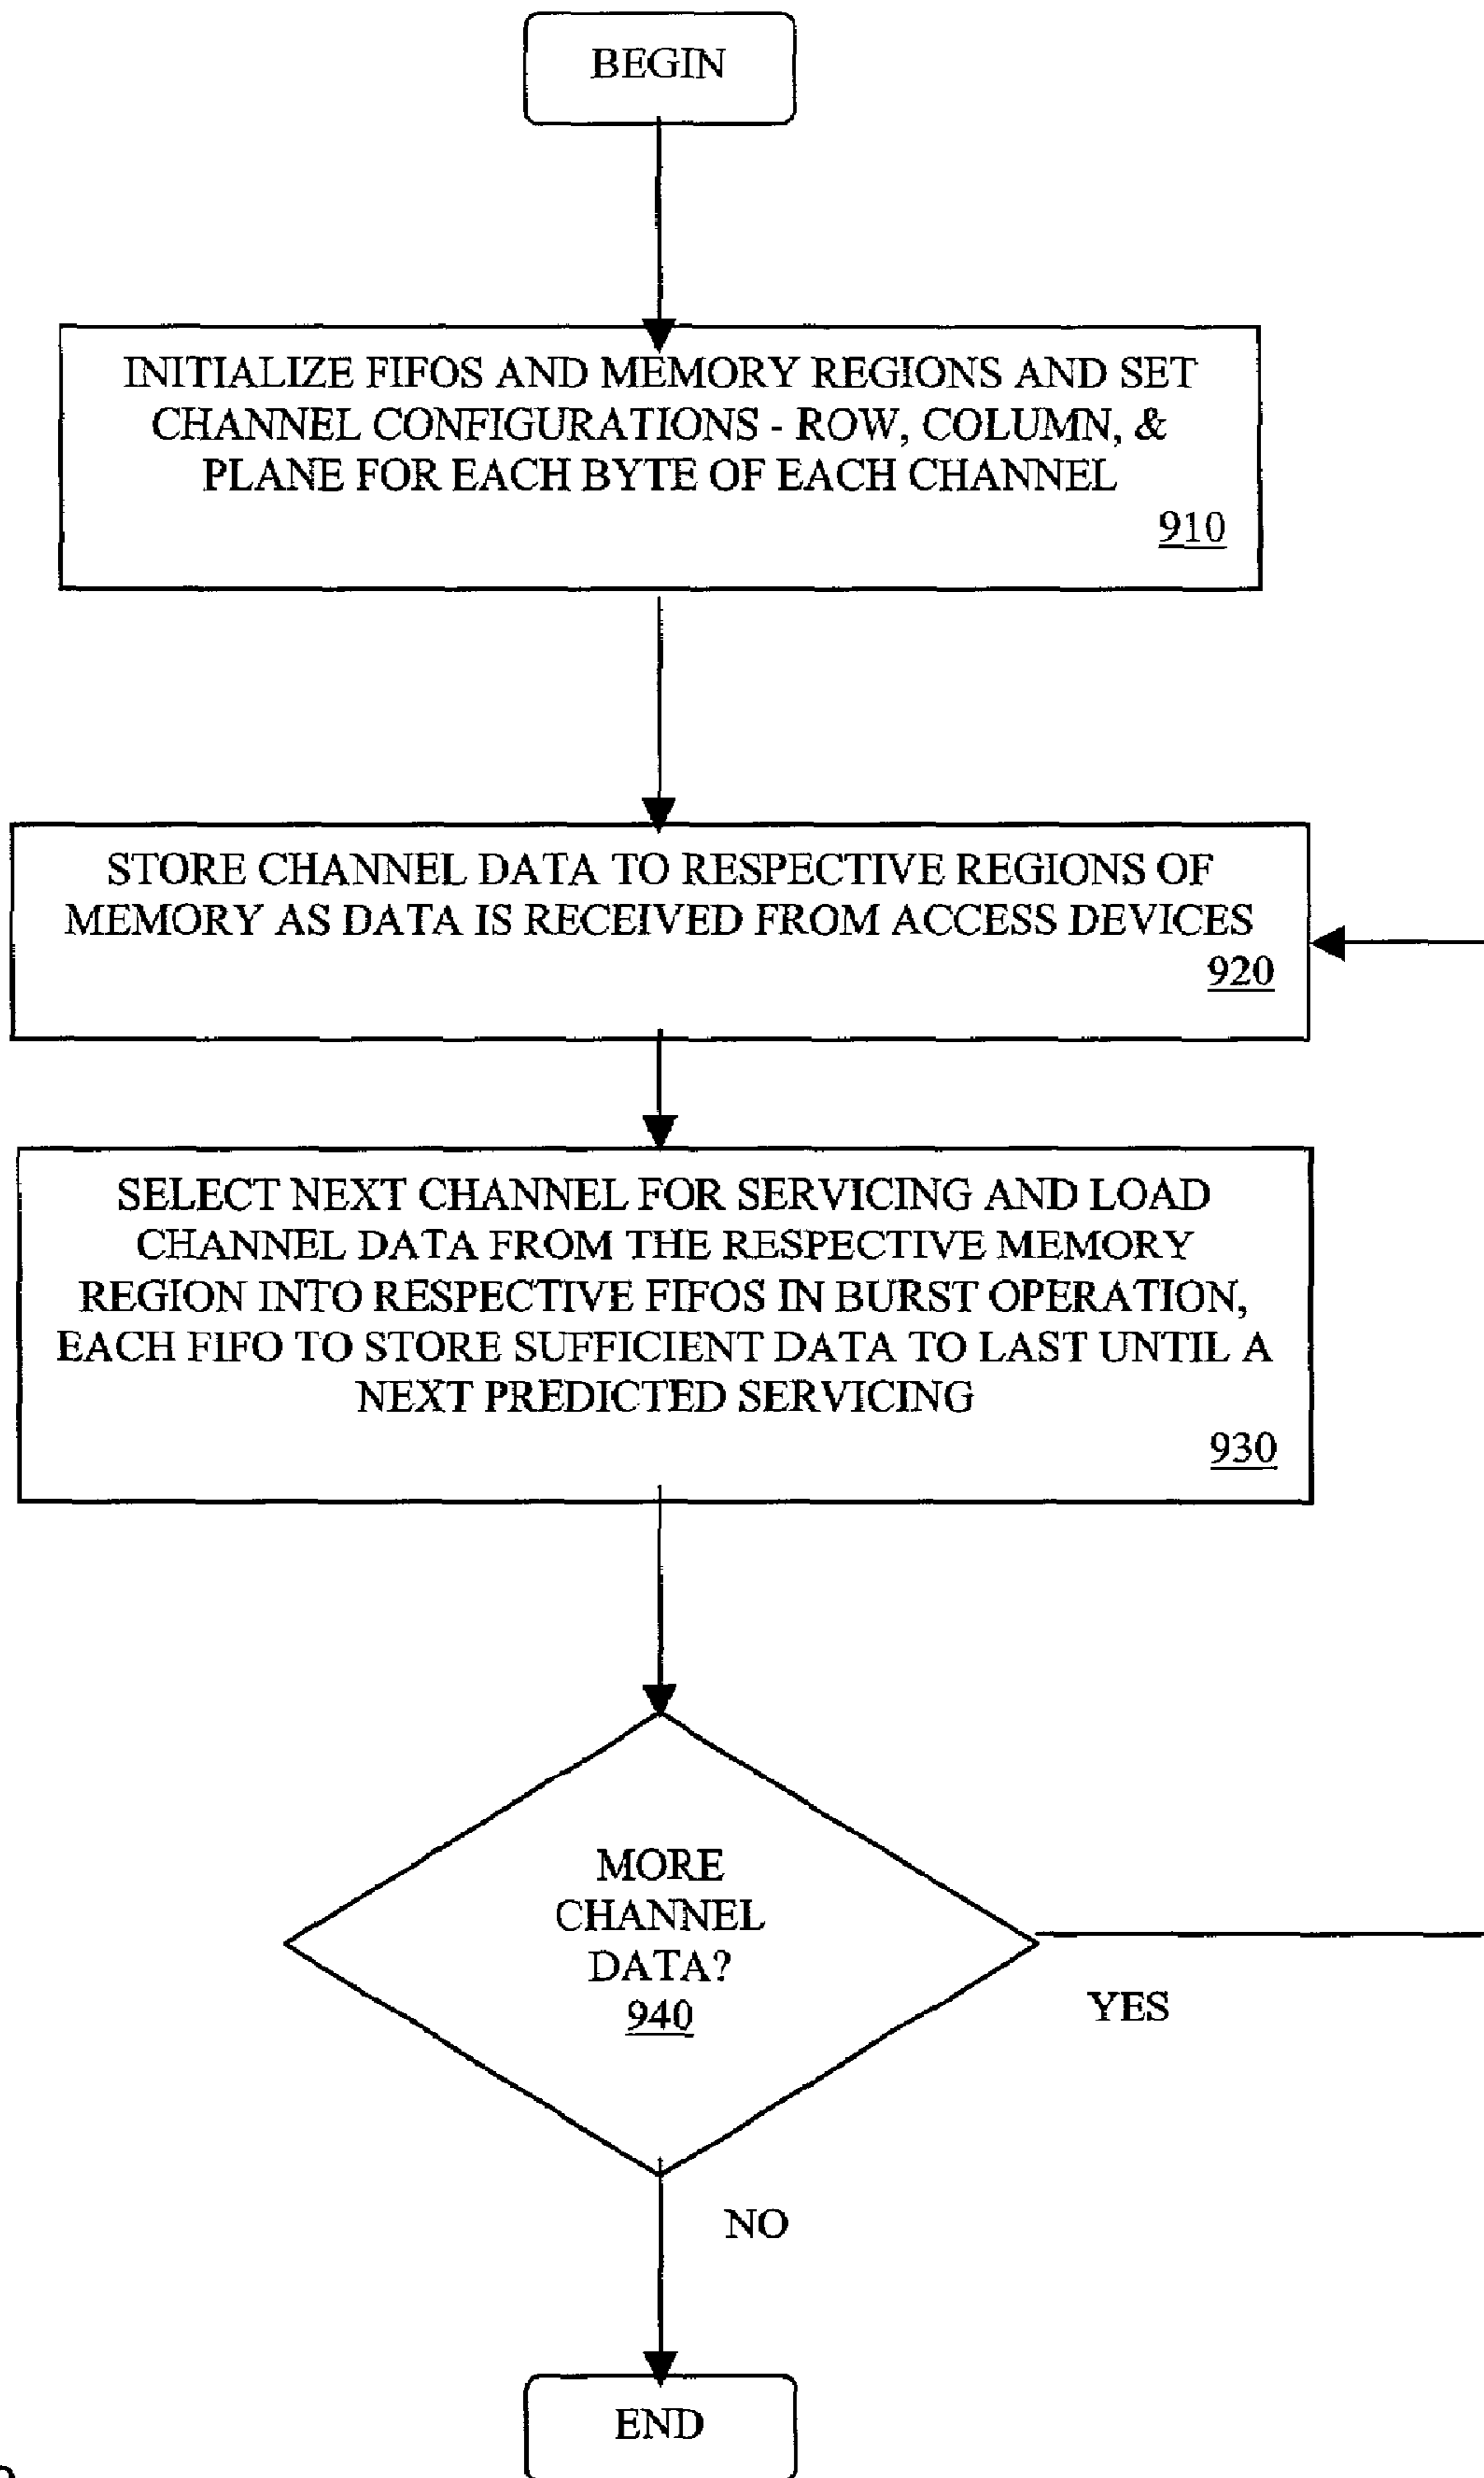 BEGIN
INITIALIZE FIFOS AND MEMORY REGIONS AND SET
CHANNEL CONFIGURATIONS - ROW, COLUMN, &
PLANE FOR EACH BYTE OF EACH CHANNEL
910
STORE CHANNEL DATA TO RESPECTIVE REGIONS OF
MEMORY AS DATA IS RECEIVED FROM ACCESS DEVICES
920
SELECT NEXT CHANNEL FOR SERVICING AND LOAD
CHANNEL DATA FROM THE RESPECTIVE MEMORY
REGION INTO RESPECTIVE FIFOS IN BURST OPERATION,
EACH FIFO TO STORE SUFFICIENT DATA TO LAST UNTIL A
NEXT PREDICTED SERVICING
930
MORE
CHANNEL
DATA?
940
YES
NO
END